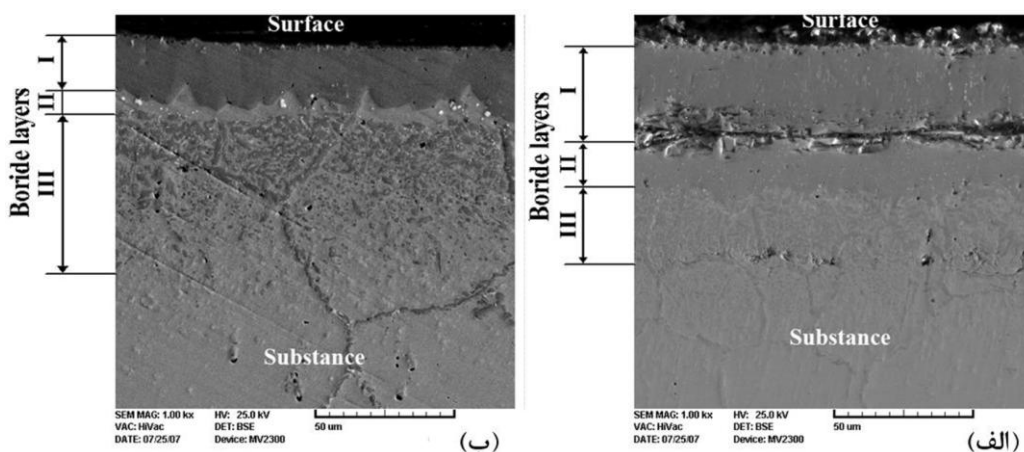 Surface
I
II
III
Boride layers
Substance
SEM MAG: 1.00 kx HV: 25.0 kV
VAC: HiVac DET: BSE
DATE: 07/25/07 Device: MV2300
50 um
(ب)
Surface
I
II
III
Boride layers
Substance
SEM MAG: 1.00 kx HV: 25.0 kV
VAC: HiVac DET: BSE
DATE: 07/25/07 Device: MV2300
50 um
(الف)